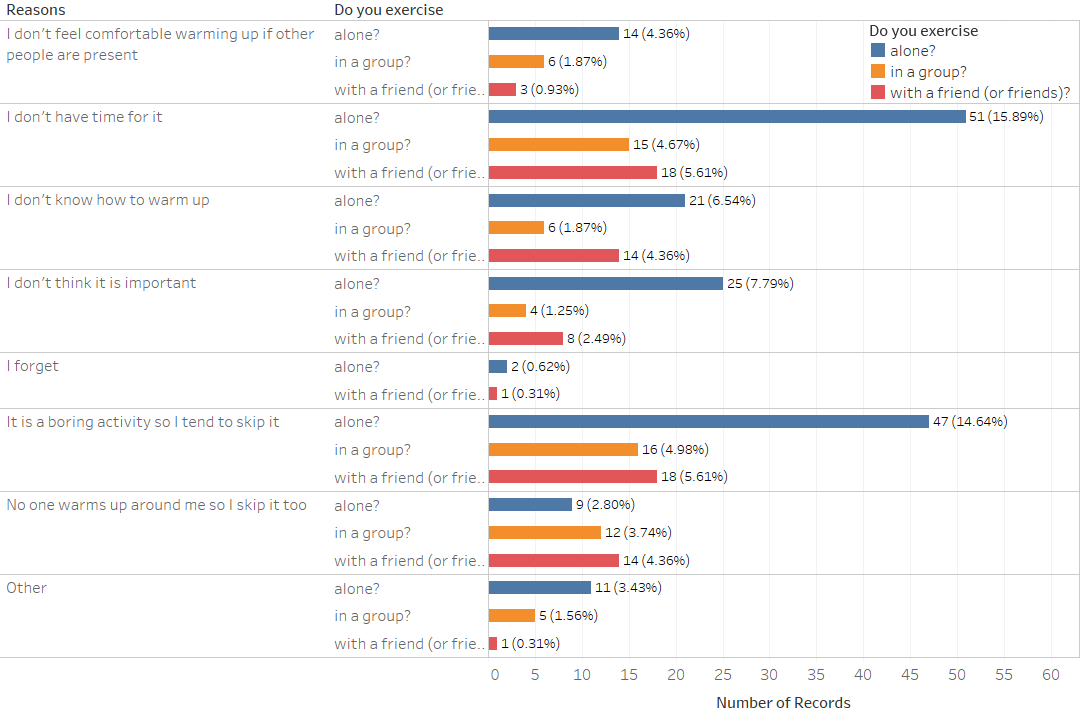 Reasons Do you exercise
I don't feel comfortable warming up if other people are present
alone? 14 (4.36%)
in a group? 6 (1.87%)
with a friend (or frie.. 3 (0.93%)
Do you exercise
alone?
in a group?
with a friend (or friends)?
I don't have time for it
alone? 51 (15.89%)
in a group? 15 (4.67%)
with a friend (or frie.. 18 (5.61%)
I don't know how to warm up
alone? 21 (6.54%)
in a group? 6 (1.87%)
with a friend (or frie.. 14 (4.36%)
I don't think it is important
alone? 25 (7.79%)
in a group? 4 (1.25%)
with a friend (or frie.. 8 (2.49%)
I forget
alone? 2 (0.62%)
with a friend (or frie.. 1 (0.31%)
It is a boring activity so I tend to skip it
alone? 47 (14.64%)
in a group? 16 (4.98%)
with a friend (or frie.. 18 (5.61%)
No one warms up around me so I skip it too
alone? 9 (2.80%)
in a group? 12 (3.74%)
with a friend (or frie.. 14 (4.36%)
Other
alone? 11 (3.43%)
in a group? 5 (1.56%)
with a friend (or frie.. 1 (0.31%)
0 5 10 15 20 25 30 35 40 45 50 55 60
Number of Records